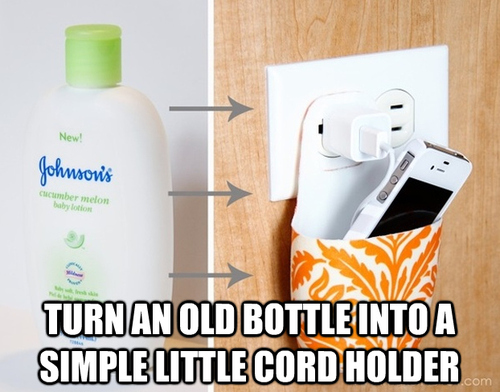 New!
Johnson's
cucumber melon
baby lotion
TURN AN OLD BOTTLE INTO A
SIMPLE LITTLE CORD HOLDER
.com